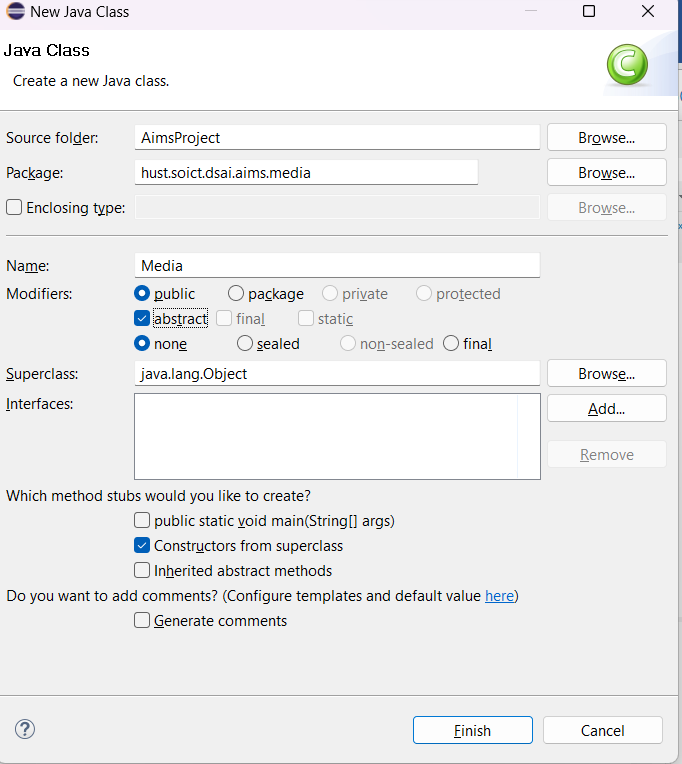 New Java Class
Java Class
Create a new Java class.
C
Source folder: AimsProject Browse...
Package: hust.soict.dsai.aims.media Browse...
Enclosing type: Browse...
Name: Media
Modifiers: public package private protected
abstract final static
none sealed non-sealed final
Superclass: java.lang.Object Browse...
Interfaces: Add...
Remove
Which method stubs would you like to create?
public static void main(String[] args)
Constructors from superclass
Inherited abstract methods
Do you want to add comments? (Configure templates and default value here)
Generate comments
? Finish Cancel